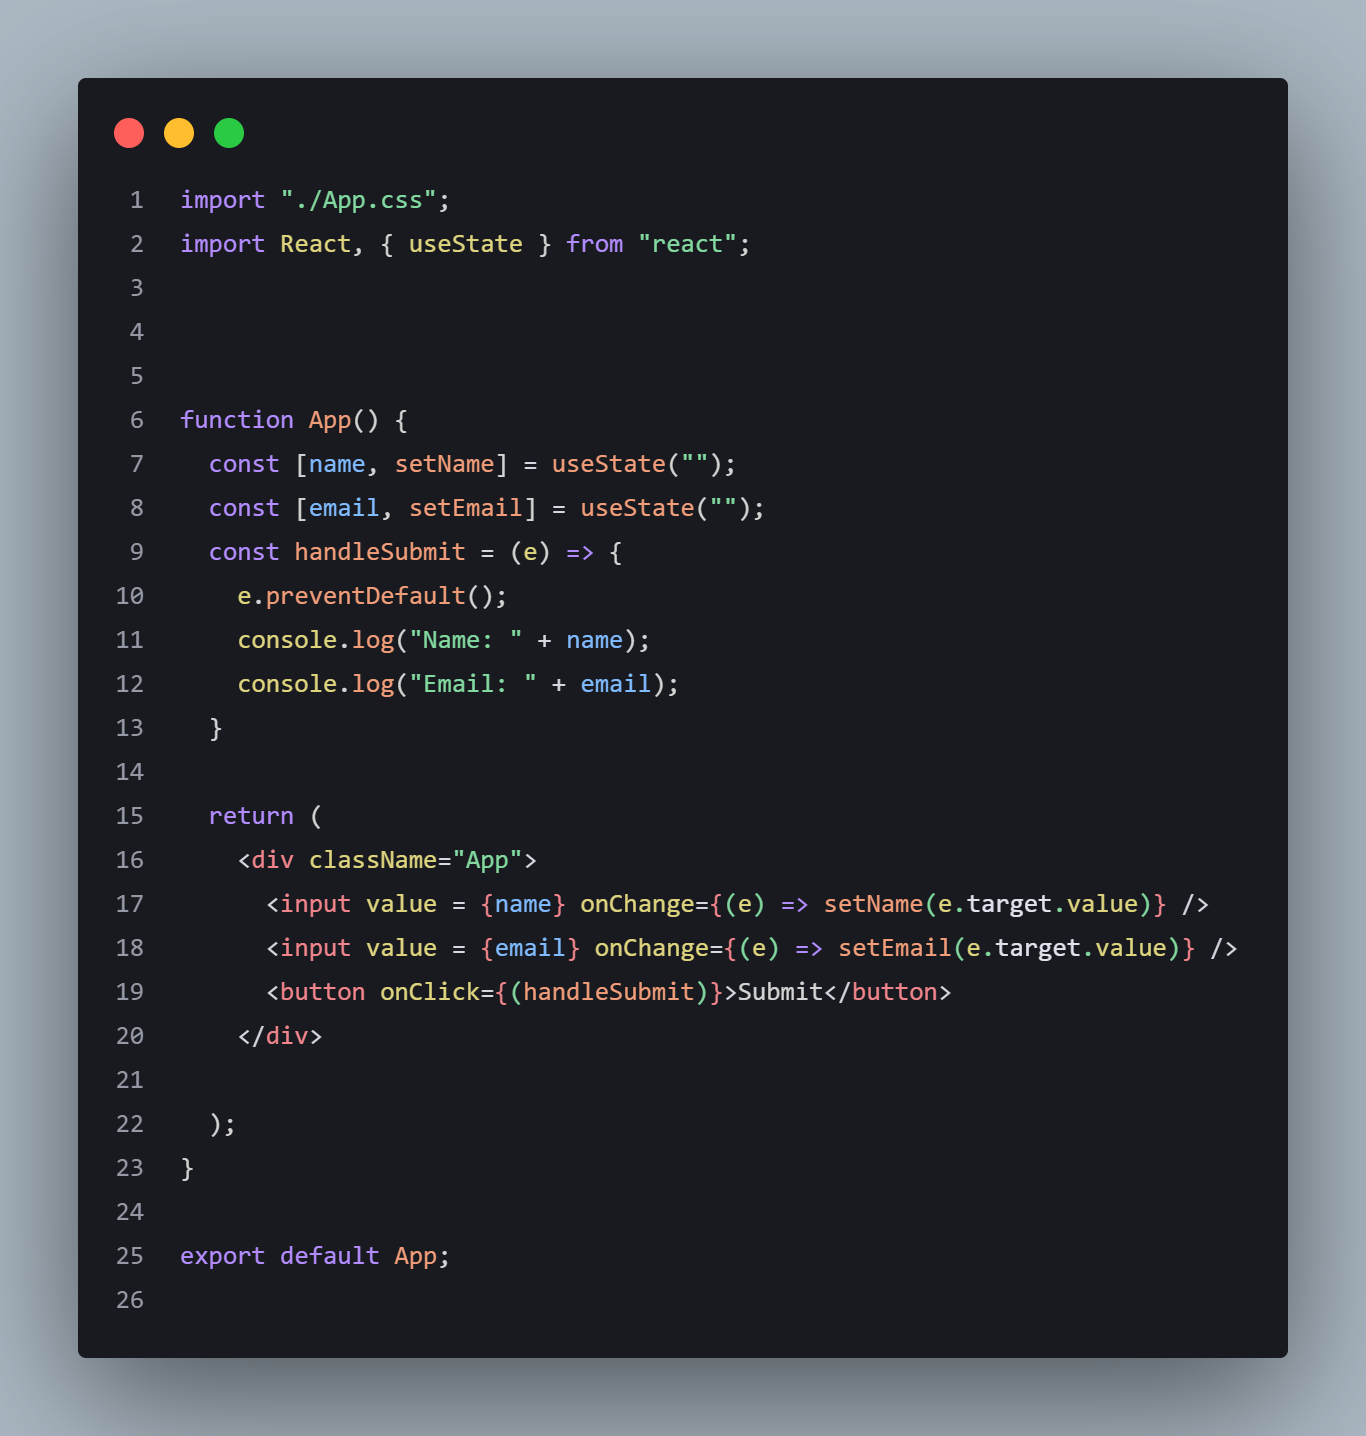 1 import "./App.css";
2 import React, { useState } from "react";
3
4
5
6 function App() {
7   const [name, setName] = useState("");
8   const [email, setEmail] = useState("");
9   const handleSubmit = (e) => {
10     e.preventDefault();
11     console.log("Name: " + name);
12     console.log("Email: " + email);
13   }
14
15   return (
16     <div className="App">
17       <input value = {name} onChange={(e) => setName(e.target.value)} />
18       <input value = {email} onChange={(e) => setEmail(e.target.value)} />
19       <button onClick={(handleSubmit)}>Submit</button>
20     </div>
21
22   );
23 }
24
25 export default App;
26